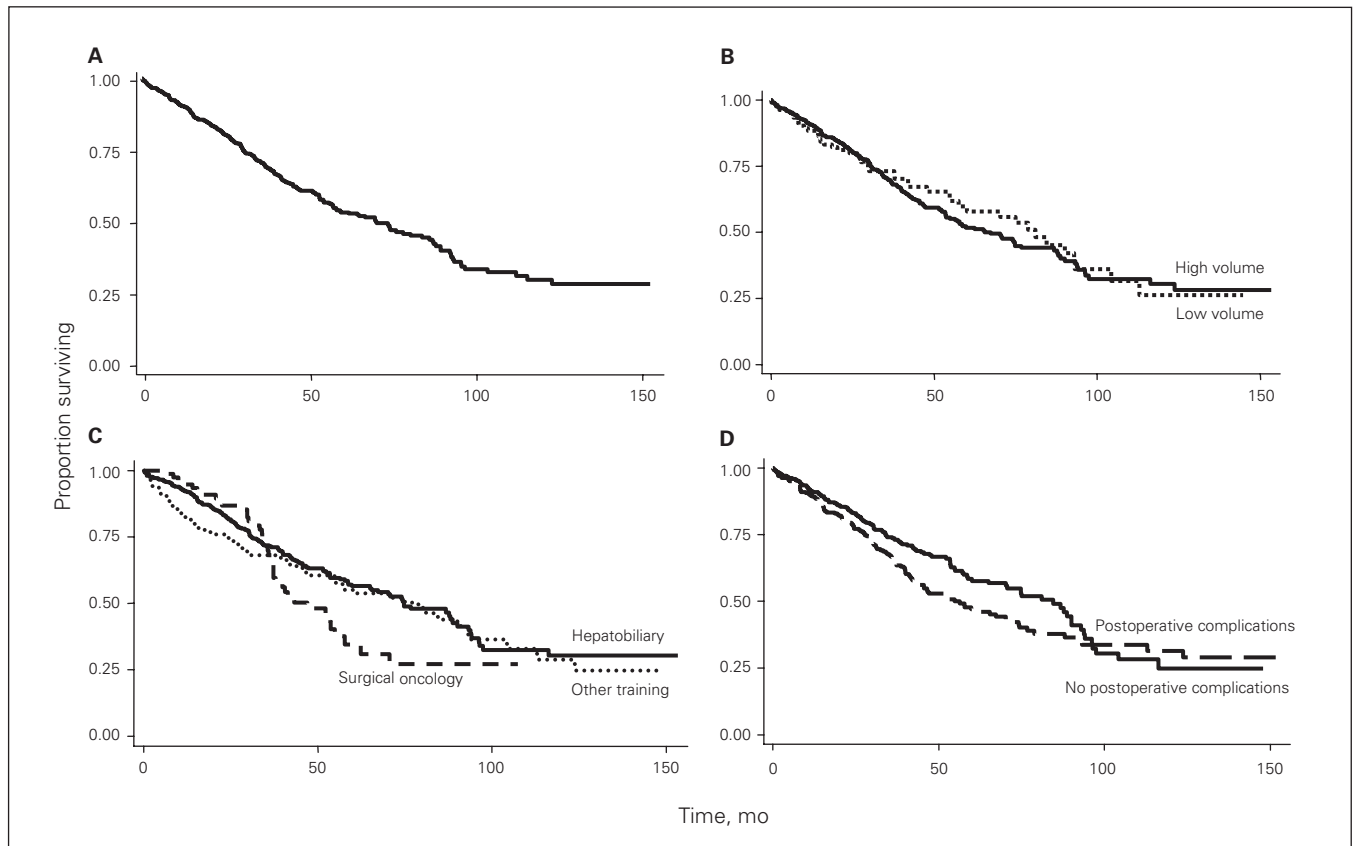 A
1.00
0.75
0.50
0.25
0.00
0
50
100
150
B
1.00
0.75
0.50
0.25
0.00
High volume
Low volume
0
50
100
150
Proportion surviving
C
1.00
0.75
0.50
0.25
0.00
Hepatobiliary
Surgical oncology
Other training
0
50
100
150
D
1.00
0.75
0.50
0.25
0.00
Postoperative complications
No postoperative complications
0
50
100
150
Time, mo